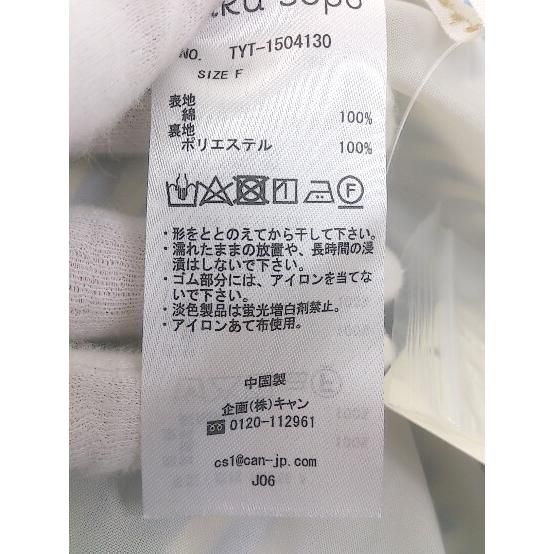 NO. TYT-1504130
SIZE F
表地
綿 100%
裏地
ポリエステル 100%
F
・形をととのえてから干して下さい。
・濡れたままの放置や、長時間の浸
漬はしないで下さい。
・ゴム部分には、アイロンを当てな
いで下さい。
・淡色製品は蛍光増白剤禁止。
・アイロンあて布使用。
中国製
企画(株)キャン
0120-112961
cs1@can-jp.com
J06